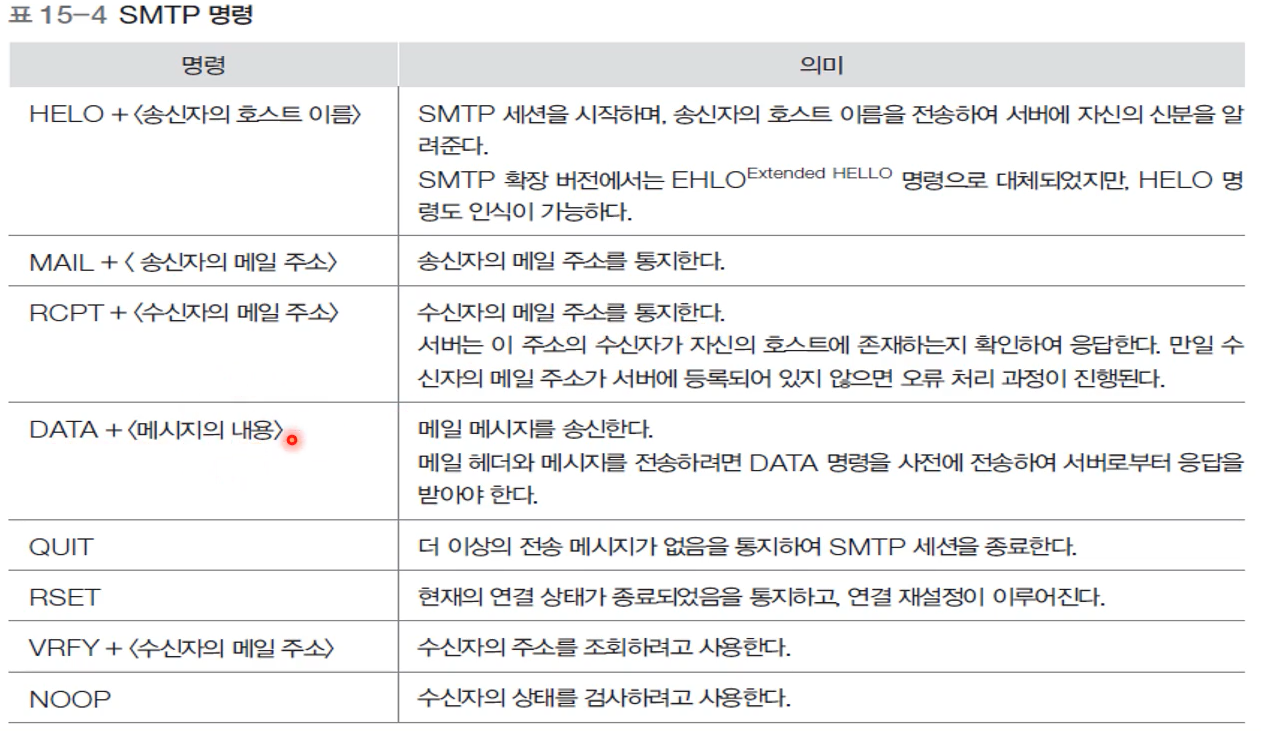 표 15-4 SMTP 명령
명령
의미
HELO + 〈송신자의 호스트 이름〉
SMTP 세션을 시작하며, 송신자의 호스트 이름을 전송하여 서버에 자신의 신분을 알
려준다.
SMTP 확장 버전에서는 EHLO Extended HELLO 명령으로 대체되었지만, HELO 명
령도 인식이 가능하다.
MAIL + 〈 송신자의 메일 주소〉
송신자의 메일 주소를 통지한다.
RCPT + 〈수신자의 메일 주소〉
수신자의 메일 주소를 통지한다.
서버는 이 주소의 수신자가 자신의 호스트에 존재하는지 확인하여 응답한다. 만일 수
신자의 메일 주소가 서버에 등록되어 있지 않으면 오류 처리 과정이 진행된다.
DATA + 〈메시지의 내용〉
메일 메시지를 송신한다.
메일 헤더와 메시지를 전송하려면 DATA 명령을 사전에 전송하여 서버로부터 응답을
받아야 한다.
QUIT
더 이상의 전송 메시지가 없음을 통지하여 SMTP 세션을 종료한다.
RSET
현재의 연결 상태가 종료되었음을 통지하고, 연결 재설정이 이루어진다.
VRFY + 〈수신자의 메일 주소〉
수신자의 주소를 조회하려고 사용한다.
NOOP
수신자의 상태를 검사하려고 사용한다.